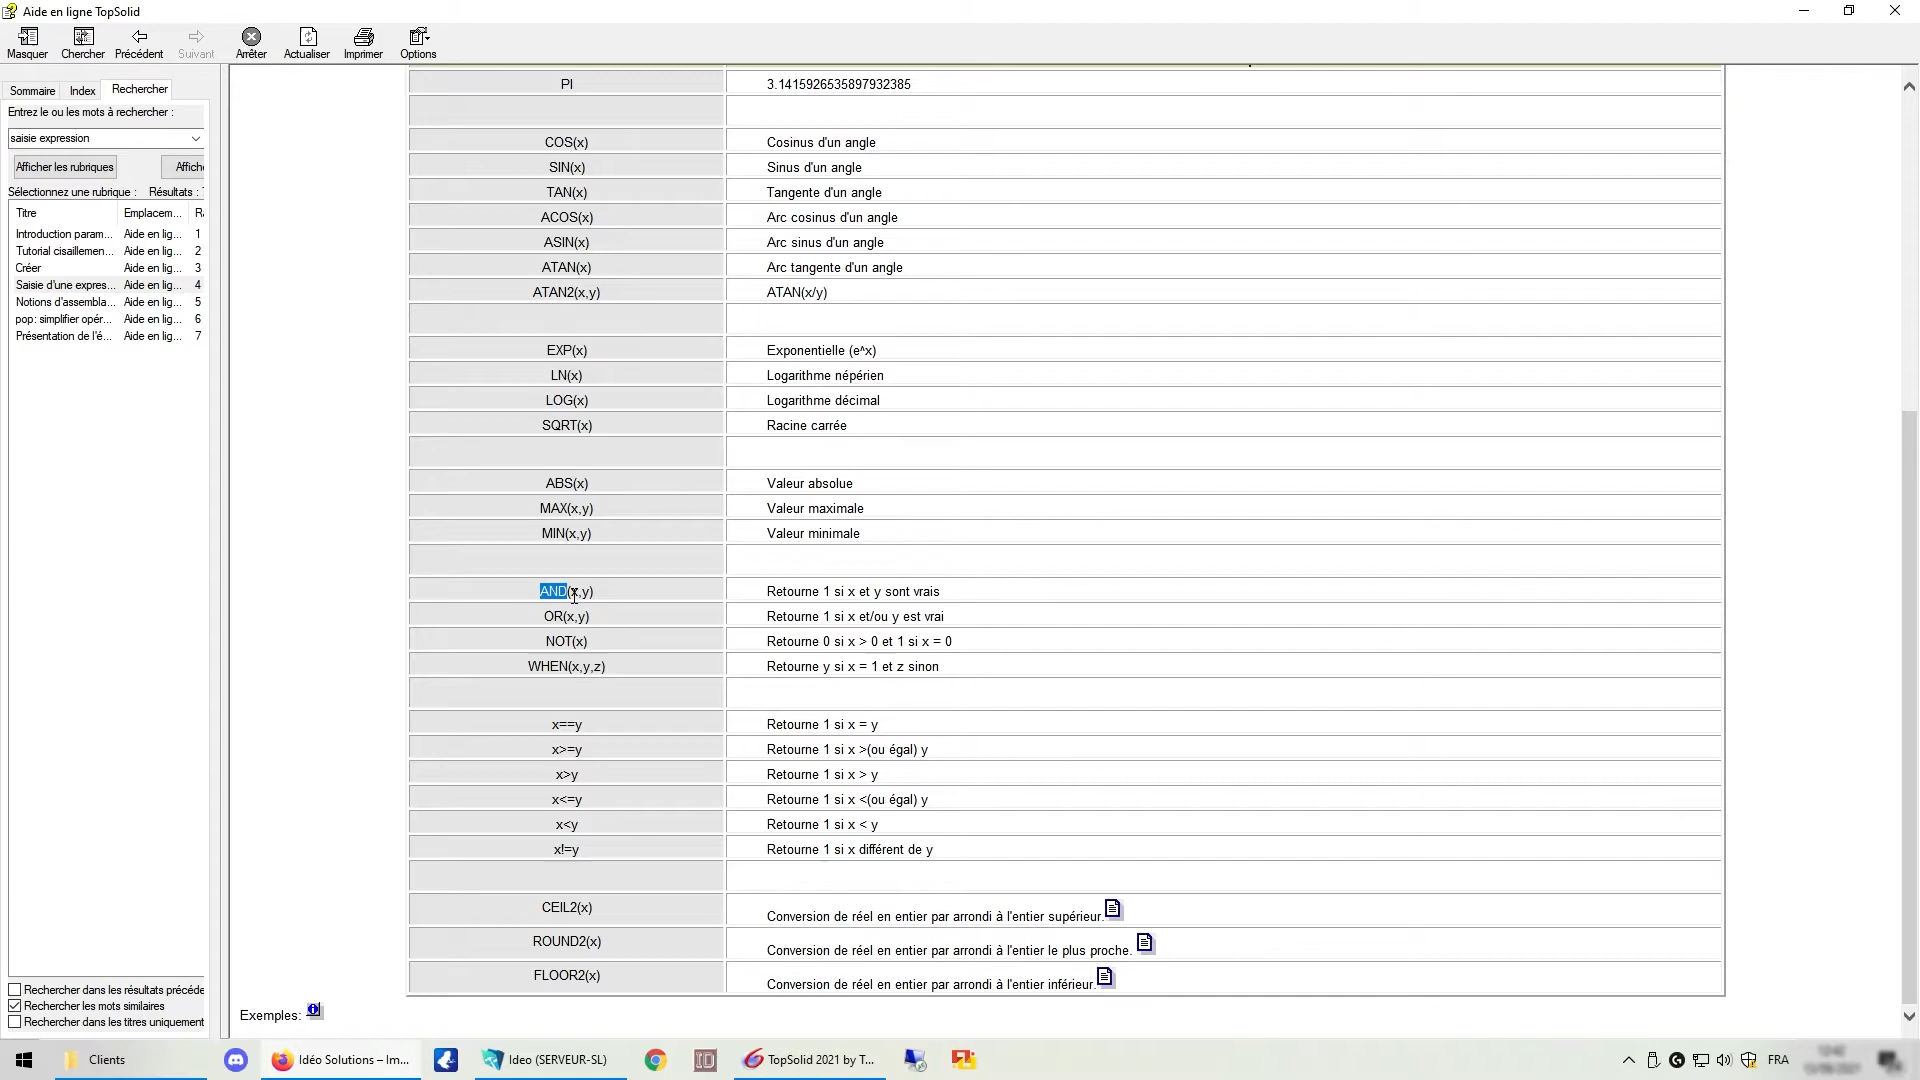 Aide en ligne TopSolid
Masquer Chercher Précédent Suivant Arrêter Actualiser Imprimer Options
Sommaire Index Rechercher
Entrez le ou les mots à rechercher :
saisie expression
Afficher les rubriques Affiche
Sélectionnez une rubrique : Résultats :
Titre Emplacem... Ra
Introduction param... Aide en lig... 1
Tutorial cisaillemen... Aide en lig... 2
Créer Aide en lig... 3
Saisie d'une expres... Aide en lig... 4
Notions d'assembla... Aide en lig... 5
pop: simplifier opér... Aide en lig... 6
Présentation de l'é... Aide en lig... 7
Rechercher dans les résultats précéde
Rechercher les mots similaires
Rechercher dans les titres uniquement
PI 3.1415926535897932385
COS(x) Cosinus d'un angle
SIN(x) Sinus d'un angle
TAN(x) Tangente d'un angle
ACOS(x) Arc cosinus d'un angle
ASIN(x) Arc sinus d'un angle
ATAN(x) Arc tangente d'un angle
ATAN2(x,y) ATAN(x/y)
EXP(x) Exponentielle (e^x)
LN(x) Logarithme népérien
LOG(x) Logarithme décimal
SQRT(x) Racine carrée
ABS(x) Valeur absolue
MAX(x,y) Valeur maximale
MIN(x,y) Valeur minimale
AND(x,y) Retourne 1 si x et y sont vrais
OR(x,y) Retourne 1 si x et/ou y est vrai
NOT(x) Retourne 0 si x > 0 et 1 si x = 0
WHEN(x,y,z) Retourne y si x = 1 et z sinon
x==y Retourne 1 si x = y
x>=y Retourne 1 si x >(ou égal) y
x>y Retourne 1 si x > y
x<=y Retourne 1 si x <(ou égal) y
x<y Retourne 1 si x < y
x!=y Retourne 1 si x différent de y
CEIL2(x) Conversion de réel en entier par arrondi à l'entier supérieur.
ROUND2(x) Conversion de réel en entier par arrondi à l'entier le plus proche.
FLOOR2(x) Conversion de réel en entier par arrondi à l'entier inférieur.
Exemples:
Clients Idéo Solutions – Im... Ideo (SERVEUR-SL) ID TopSolid 2021 by T... FRA